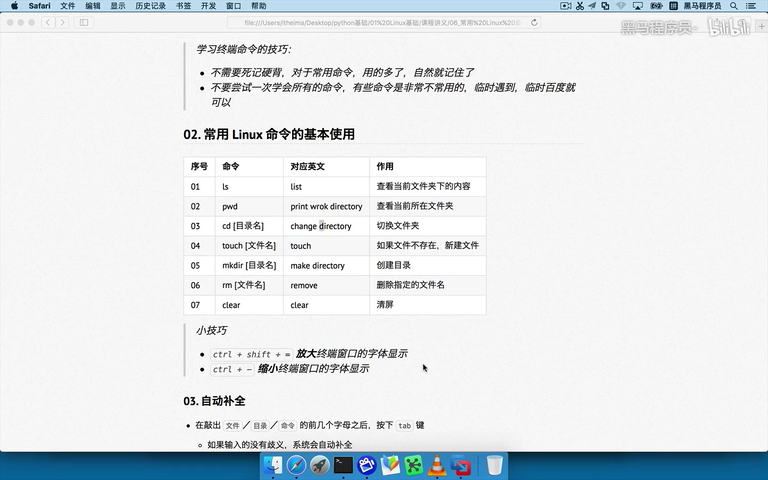 Safari 文件 编辑 显示 历史记录 书签 开发 窗口 帮助
黑马程序员
file:///Users/itheima/Desktop/python基础/01%20Linux基础/课程讲义/06_常用%20Linux%20
黑马程序员 bilibili
学习终端命令的技巧：
不需要死记硬背，对于常用命令，用的多了，自然就记住了
不要尝试一次学会所有的命令，有些命令是非常不常用的，临时遇到，临时百度就
可以
02. 常用 Linux 命令的基本使用
序号 命令 对应英文 作用
01 ls list 查看当前文件夹下的内容
02 pwd print wrok directory 查看当前所在文件夹
03 cd [目录名] change directory 切换文件夹
04 touch [文件名] touch 如果文件不存在，新建文件
05 mkdir [目录名] make directory 创建目录
06 rm [文件名] remove 删除指定的文件名
07 clear clear 清屏
小技巧
ctrl + shift + = 放大终端窗口的字体显示
ctrl + - 缩小终端窗口的字体显示
03. 自动补全
在敲出 文件 / 目录 / 命令 的前几个字母之后，按下 tab 键
如果输入的没有歧义，系统会自动补全